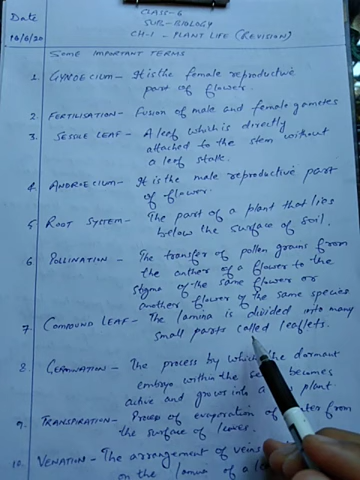 Date
16/6/20
CLASS-6
SUB-BIOLOGY
CH-1 - PLANT LIFE (REVISION)
SOME IMPORTANT TERMS
1. GYNOECIUM - It is the female reproductive
part of flower.
2. FERTILISATION - Fusion of male and female gametes
3. SESSILE LEAF - A leaf which is directly
attached to the stem without
a leaf stalk.
4. ANDROECIUM - It is the male reproductive part
of flower.
5. ROOT SYSTEM - The part of a plant that lies
below the surface of soil.
6. POLLINATION - The transfer of pollen grains from
the anther of a flower to the
stigma of the same flower or
another flower of the same species
7. COMPOUND LEAF - The lamina is divided into many
small parts called leaflets.
8. GERMINATION - The process by which the dormant
embryo within the becomes
active and grows into a plant
9. TRANSPIRATION - Process of evaporation of
from
the surface of leaves.
10. VENATION - The arrangement of veins
on the lamina of a